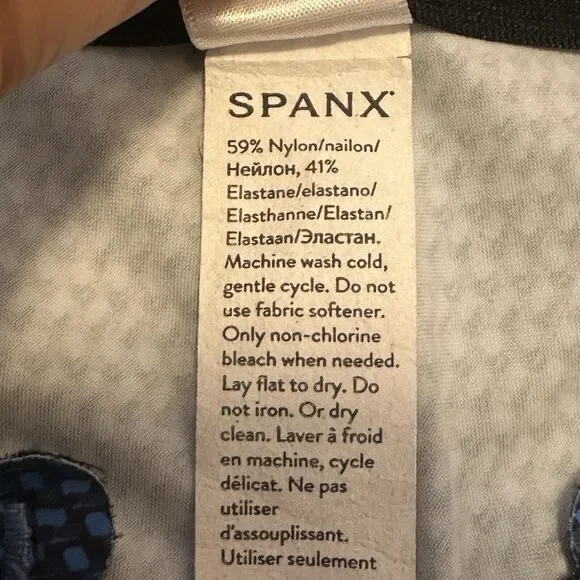 SPANX®
59% Nylon/nailon/
Нейлон, 41%
Elastane/elastano/
Elasthanne/Elastan/
Elastaan/Эластан.
Machine wash cold,
gentle cycle. Do not
use fabric softener.
Only non-chlorine
bleach when needed.
Lay flat to dry. Do
not iron. Or dry
clean. Laver à froid
en machine, cycle
délicat. Ne pas
utiliser
d'assouplissant.
Utiliser seulement